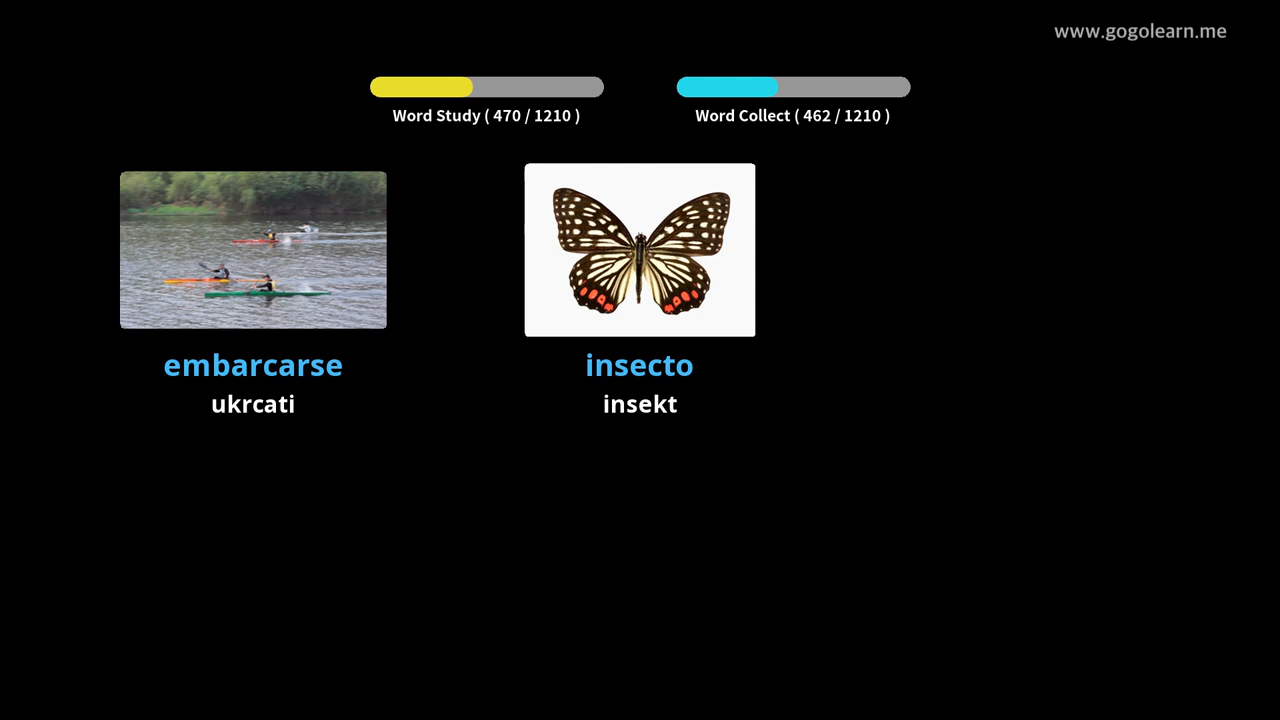 www.gogolearn.me
Word Study ( 470 / 1210 )
Word Collect ( 462 / 1210 )
embarcarse
ukrcati
insecto
insekt